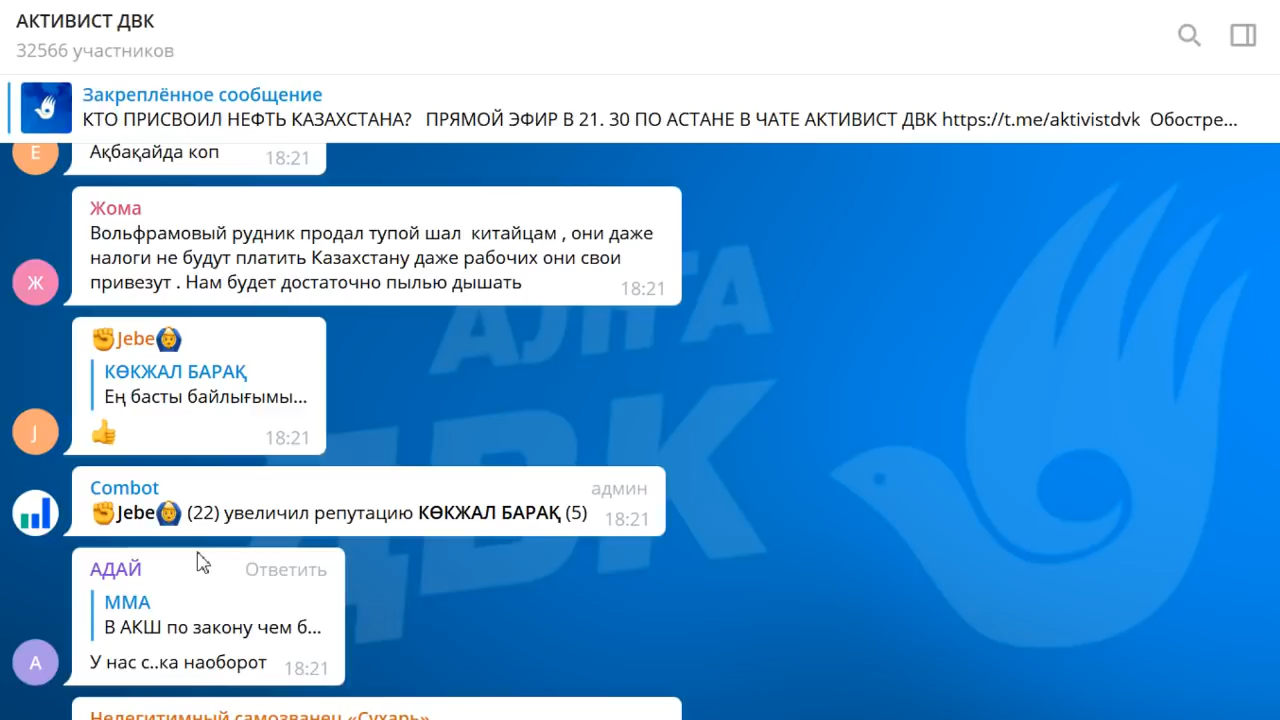 АКТИВИСТ ДВК
32566 участников
Закреплённое сообщение
КТО ПРИСВОИЛ НЕФТЬ КАЗАХСТАНА? ПРЯМОЙ ЭФИР В 21. 30 ПО АСТАНЕ В ЧАТЕ АКТИВИСТ ДВК https://t.me/aktivistdvk Обостре...
Е
Ақбақайда коп 18:21
Жома
Вольфрамовый рудник продал тупой шал китайцам , они даже
налоги не будут платить Казахстану даже рабочих они свои
привезут . Нам будет достаточно пылью дышать
Ж
18:21
Jebe
КӨКЖАЛ БАРАҚ
Ең басты байлығымы...
J
18:21
Combot админ
Jebe (22) увеличил репутацию КӨКЖАЛ БАРАҚ (5) 18:21
АДАЙ Ответить
ММА
В АКШ по закону чем б...
А
У нас с..ка наоборот 18:21
Нелегитимный самозванец «Сухарь»
АЛГА
ДВК